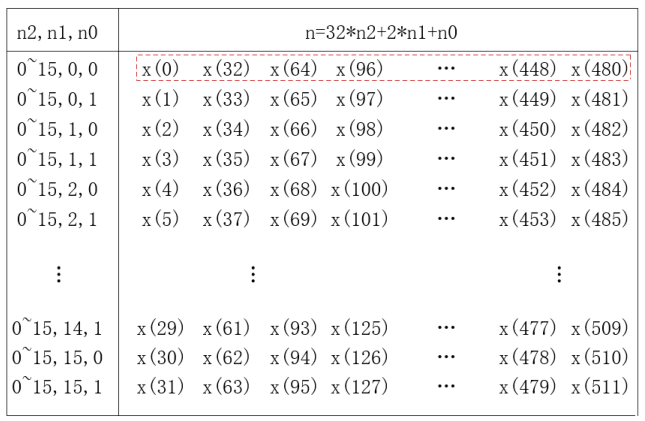 n2,n1,n0 n=32*n2+2*n1+n0
0~15,0,0 x(0) x(32) x(64) x(96) ··· x(448) x(480)
0~15,0,1 x(1) x(33) x(65) x(97) ··· x(449) x(481)
0~15,1,0 x(2) x(34) x(66) x(98) ··· x(450) x(482)
0~15,1,1 x(3) x(35) x(67) x(99) ··· x(451) x(483)
0~15,2,0 x(4) x(36) x(68) x(100) ··· x(452) x(484)
0~15,2,1 x(5) x(37) x(69) x(101) ··· x(453) x(485)
⋮ ⋮ ⋮
0~15,14,1 x(29) x(61) x(93) x(125) ··· x(477) x(509)
0~15,15,0 x(30) x(62) x(94) x(126) ··· x(478) x(510)
0~15,15,1 x(31) x(63) x(95) x(127) ··· x(479) x(511)